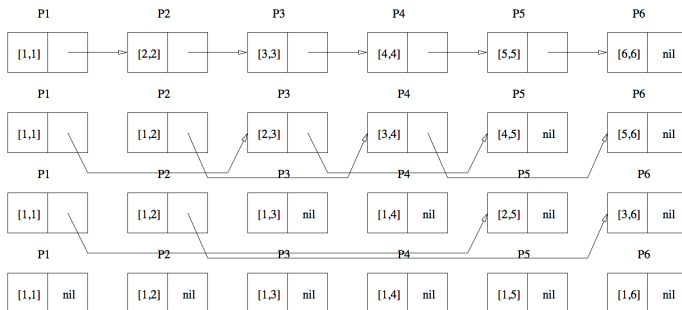 P1 P2 P3 P4 P5 P6
[1,1] [2,2] [3,3] [4,4] [5,5] [6,6] nil
P1 P2 P3 P4 P5 P6
[1,1] [1,2] [2,3] [3,4] [4,5] nil [5,6] nil
P1 P2 P3 P4 P5 P6
[1,1] [1,2] [1,3] nil [1,4] nil [2,5] nil [3,6] nil
P1 P2 P3 P4 P5 P6
[1,1] nil [1,2] nil [1,3] nil [1,4] nil [1,5] nil [1,6] nil